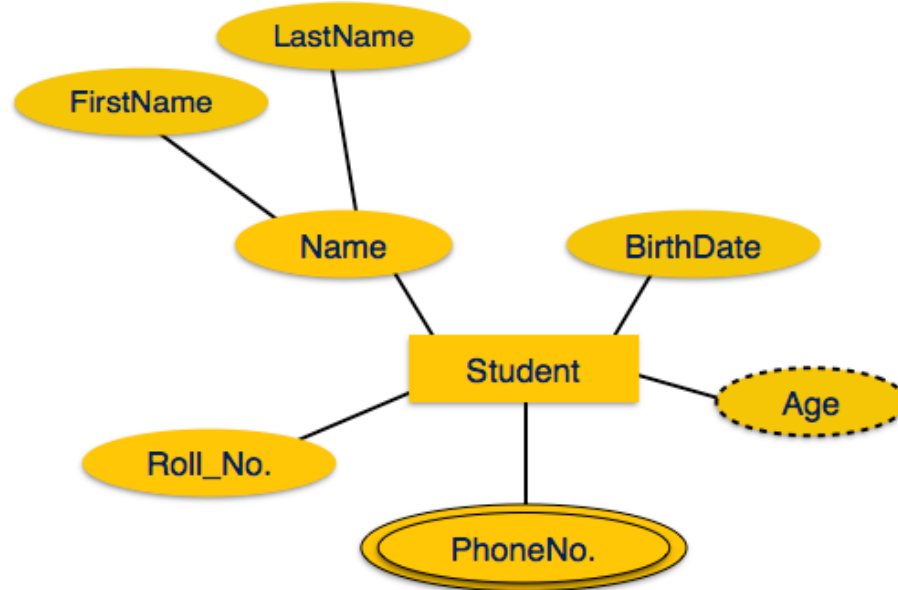 LastName
FirstName
Name
BirthDate
Student
Age
Roll_No.
PhoneNo.